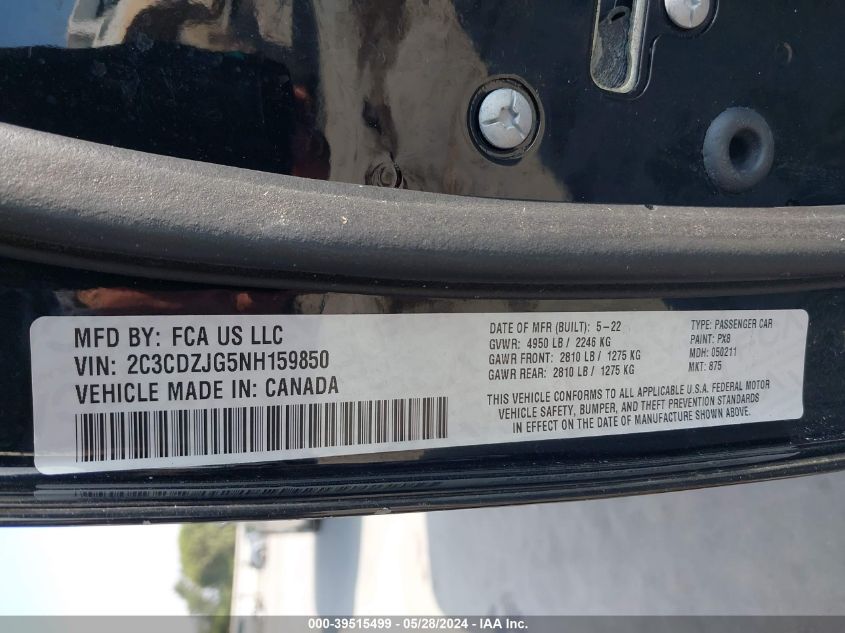 MFD BY: FCA US LLC
VIN: 2C3CDZJG5NH159850
VEHICLE MADE IN: CANADA
DATE OF MFR (BUILT): 5-22
GVWR: 4950 LB / 2246 KG
GAWR FRONT: 2810 LB / 1275 KG
GAWR REAR: 2810 LB / 1275 KG
TYPE: PASSENGER CAR
PAINT: PX8
MDH: 050211
MKT: 875
THIS VEHICLE CONFORMS TO ALL APPLICABLE U.S.A. FEDERAL MOTOR
VEHICLE SAFETY, BUMPER, AND THEFT PREVENTION STANDARDS
IN EFFECT ON THE DATE OF MANUFACTURE SHOWN ABOVE.
000-39515499 - 05/28/2024 - IAA Inc.